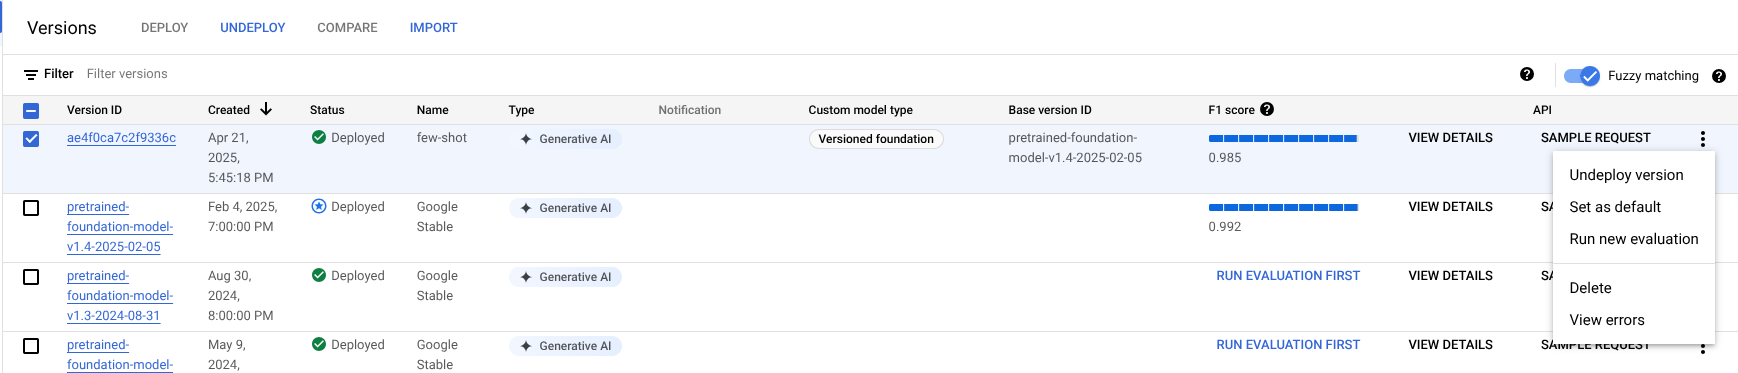 Versions DEPLOY UNDEPLOY COMPARE IMPORT
Filter Filter versions Fuzzy matching
Version ID Created Status Name Type Notification Custom model type Base version ID F1 score API
ae4f0ca7c2f9336c Apr 21, Deployed few-shot Generative AI Versioned foundation pretrained-foundation- VIEW DETAILS SAMPLE REQUEST
2025, model-v1.4-2025-02-05 0.985
5:45:18 PM
Undeploy version
Set as default
Run new evaluation
Delete
View errors
pretrained- Feb 4, 2025, Deployed Google Generative AI VIEW DETAILS SA
foundation-model- 7:00:00 PM Stable 0.992
v1.4-2025-02-05
pretrained- Aug 30, Deployed Google Generative AI RUN EVALUATION FIRST VIEW DETAILS SA
foundation-model- 2024, Stable
v1.3-2024-08-31 8:00:00 PM
pretrained- May 9, Deployed Google Generative AI RUN EVALUATION FIRST VIEW DETAILS SAMPLE REQUEST
foundation-model- 2024, Stable